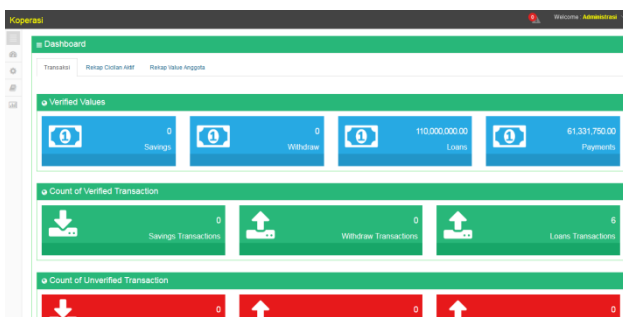 Koperasi
Welcome Administrasi
Dashboard
Transaksi Rekap Cicilan Aktif Rekap Value Anggota
Verified Values
0 Savings
0 Withdraw
110,000,000.00 Loans
61,331,750.00 Payments
Count of Verified Transaction
0 Savings Transactions
0 Withdraw Transactions
6 Loans Transactions
Count of Unverified Transaction
0
0
0